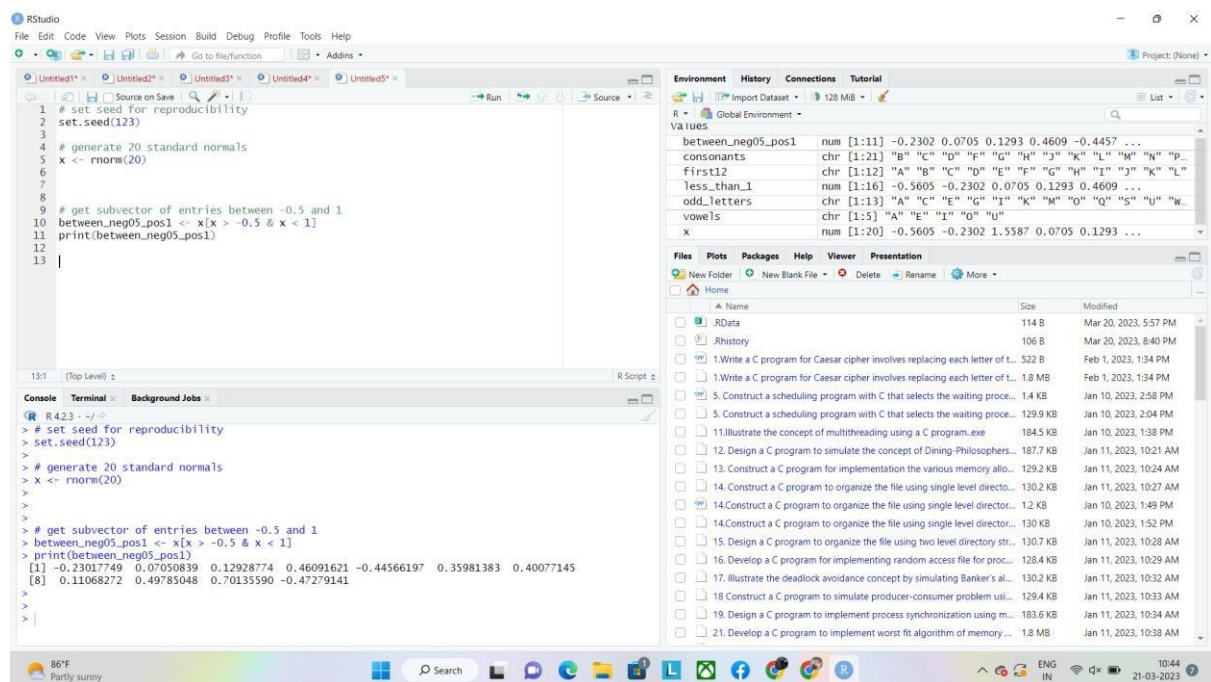 RStudio
File Edit Code View Plots Session Build Debug Profile Tools Help
Go to file/function Addins Project: (None)
Untitled1* Untitled2* Untitled3* Untitled4* Untitled5*
Source on Save Run Source
1 # set seed for reproducibility
2 set.seed(123)
3
4 # generate 20 standard normals
5 x <- rnorm(20)
6
7
8
9 # get subvector of entries between -0.5 and 1
10 between_neg05_pos1 <- x[x > -0.5 & x < 1]
11 print(between_neg05_pos1)
12
13
13:1 (Top Level) R Script
Console Terminal Background Jobs
R 4.2.3 · ~/
> # set seed for reproducibility
> set.seed(123)
>
> # generate 20 standard normals
> x <- rnorm(20)
>
>
>
> # get subvector of entries between -0.5 and 1
> between_neg05_pos1 <- x[x > -0.5 & x < 1]
> print(between_neg05_pos1)
[1] -0.23017749 0.07050839 0.12928774 0.46091621 -0.44566197 0.35981383 0.40077145
[8] 0.11068272 0.49785048 0.70135590 -0.47279141
>
>
>
Environment History Connections Tutorial
Import Dataset 128 MiB List
R Global Environment
Values
between_neg05_pos1 num [1:11] -0.2302 0.0705 0.1293 0.4609 -0.4457 ...
consonants chr [1:21] "B" "C" "D" "F" "G" "H" "J" "K" "L" "M" "N" "P...
first12 chr [1:12] "A" "B" "C" "D" "E" "F" "G" "H" "I" "J" "K" "L"
less_than_1 num [1:16] -0.5605 -0.2302 0.0705 0.1293 0.4609 ...
odd_letters chr [1:13] "A" "C" "E" "G" "I" "K" "M" "O" "Q" "S" "U" "W...
vowels chr [1:5] "A" "E" "I" "O" "U"
x num [1:20] -0.5605 -0.2302 1.5587 0.0705 0.1293 ...
Files Plots Packages Help Viewer Presentation
New Folder New Blank File Delete Rename More
Home
Name Size Modified
.RData 114 B Mar 20, 2023, 5:57 PM
.Rhistory 106 B Mar 20, 2023, 8:40 PM
1.Write a C program for Caesar cipher involves replacing each letter of t... 522 B Feb 1, 2023, 1:34 PM
1.Write a C program for Caesar cipher involves replacing each letter of t... 1.8 MB Feb 1, 2023, 1:34 PM
5. Construct a scheduling program with C that selects the waiting proce... 1.4 KB Jan 10, 2023, 2:58 PM
5. Construct a scheduling program with C that selects the waiting proce... 129.9 KB Jan 10, 2023, 2:04 PM
11.Illustrate the concept of multithreading using a C program..exe 184.5 KB Jan 10, 2023, 1:38 PM
12. Design a C program to simulate the concept of Dining-Philosophers... 187.7 KB Jan 11, 2023, 10:21 AM
13. Construct a C program for implementation the various memory allo... 129.2 KB Jan 11, 2023, 10:24 AM
14. Construct a C program to organize the file using single level directo... 130.2 KB Jan 11, 2023, 10:27 AM
14.Construct a C program to organize the file using single level director... 1.2 KB Jan 10, 2023, 1:49 PM
14.Construct a C program to organize the file using single level director... 130 KB Jan 10, 2023, 1:52 PM
15. Design a C program to organize the file using two level directory str... 130.7 KB Jan 11, 2023, 10:28 AM
16. Develop a C program for implementing random access file for proc... 128.4 KB Jan 11, 2023, 10:29 AM
17. Illustrate the deadlock avoidance concept by simulating Banker's al... 130.2 KB Jan 11, 2023, 10:32 AM
18 Construct a C program to simulate producer-consumer problem usi... 129.4 KB Jan 11, 2023, 10:33 AM
19. Design a C program to implement process synchronization using m... 183.6 KB Jan 11, 2023, 10:34 AM
21. Develop a C program to implement worst fit algorithm of memory ... 1.8 MB Jan 11, 2023, 10:38 AM
86°F
Partly sunny
Search
ENG
IN
10:44
21-03-2023